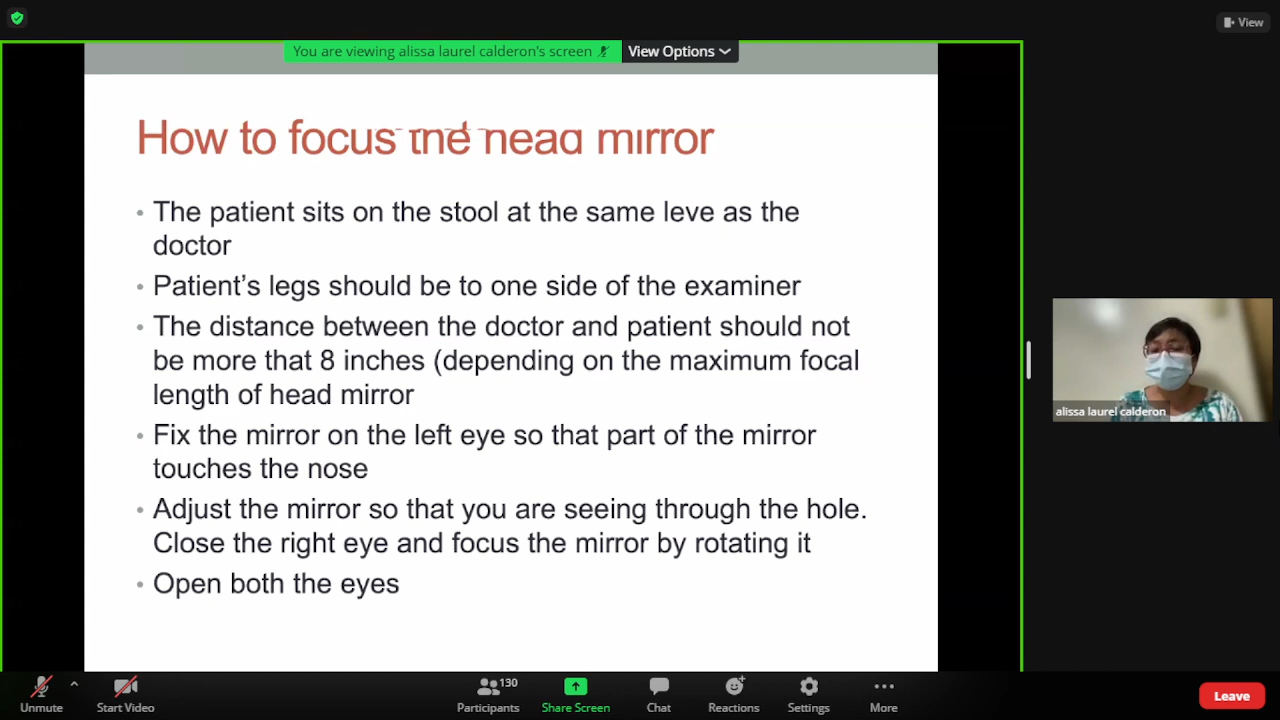 View
You are viewing alissa laurel calderon's screen
View Options
How to focus the head mirror
• The patient sits on the stool at the same leve as the
doctor
• Patient's legs should be to one side of the examiner
• The distance between the doctor and patient should not
be more that 8 inches (depending on the maximum focal
length of head mirror
• Fix the mirror on the left eye so that part of the mirror
touches the nose
• Adjust the mirror so that you are seeing through the hole.
Close the right eye and focus the mirror by rotating it
• Open both the eyes
alissa laurel calderon
130
Unmute
Start Video
Participants
Share Screen
Chat
Reactions
Settings
More
Leave